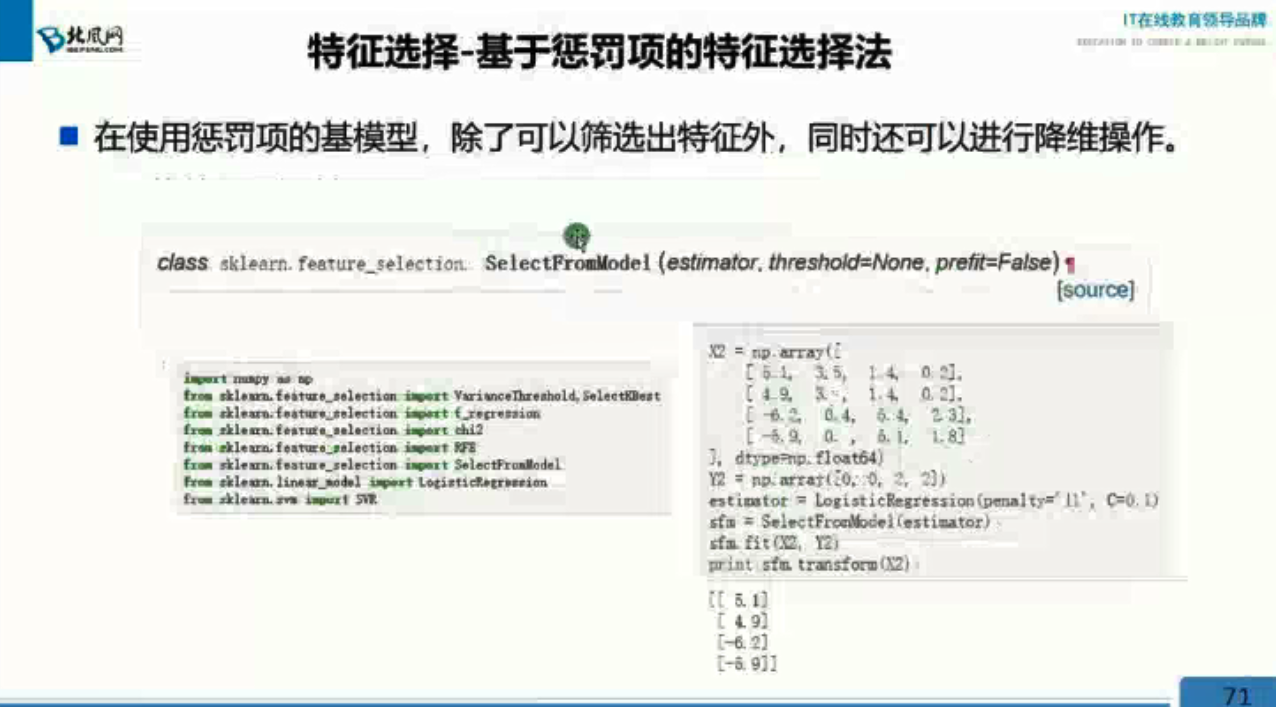 北风网
BEIFENG.COM
IT在线教育领导品牌
特征选择-基于惩罚项的特征选择法
在使用惩罚项的基模型，除了可以筛选出特征外，同时还可以进行降维操作。
class sklearn.feature_selection. SelectFromModel (estimator, threshold=None, prefit=False) ¶
[source]
import numpy as np
from sklearn.feature_selection import VarianceThreshold,SelectKBest
from sklearn.feature_selection import f_regression
from sklearn.feature_selection import chi2
from sklearn.feature_selection import RFE
from sklearn.feature_selection import SelectFromModel
from sklearn.linear_model import LogisticRegression
from sklearn.svm import SVR
X2 = np.array([
[ 5.1, 3.5, 1.4, 0.2],
[ 4.9, 3. , 1.4, 0.2],
[ -6.2, 0.4, 5.4, 2.3],
[ -5.9, 0. , 5.1, 1.8]
], dtype=np.float64)
Y2 = np.array([0, 0, 2, 2])
estimator = LogisticRegression(penalty='l1', C=0.1)
sfm = SelectFromModel(estimator)
sfm.fit(X2, Y2)
print sfm.transform(X2)
[[ 5.1]
[ 4.9]
[-6.2]
[-5.9]]
71